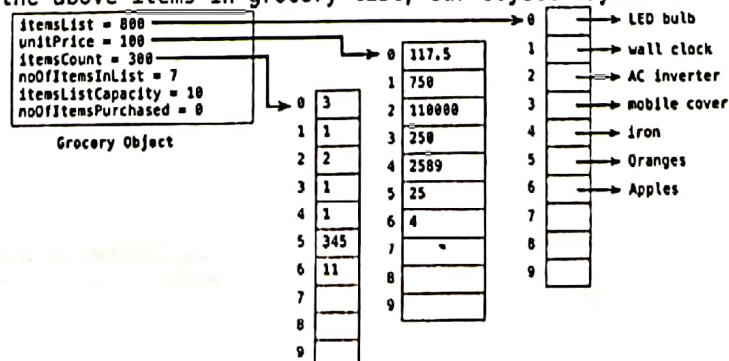 the above items in grocery list, our object
itemsList = 800
unitPrice = 100
itemsCount = 300
noOfItemsInList = 7
itemsListCapacity = 10
noOfItemsPurchased = 0
Grocery Object
0 3
1 1
2 2
3 1
4 1
5 345
6 11
7
8
9
0 117.5
1 750
2 110000
3 250
4 2589
5 25
6 4
7
8
9
0 LED bulb
1 wall clock
2 AC inverter
3 mobile cover
4 iron
5 Oranges
6 Apples
7
8
9